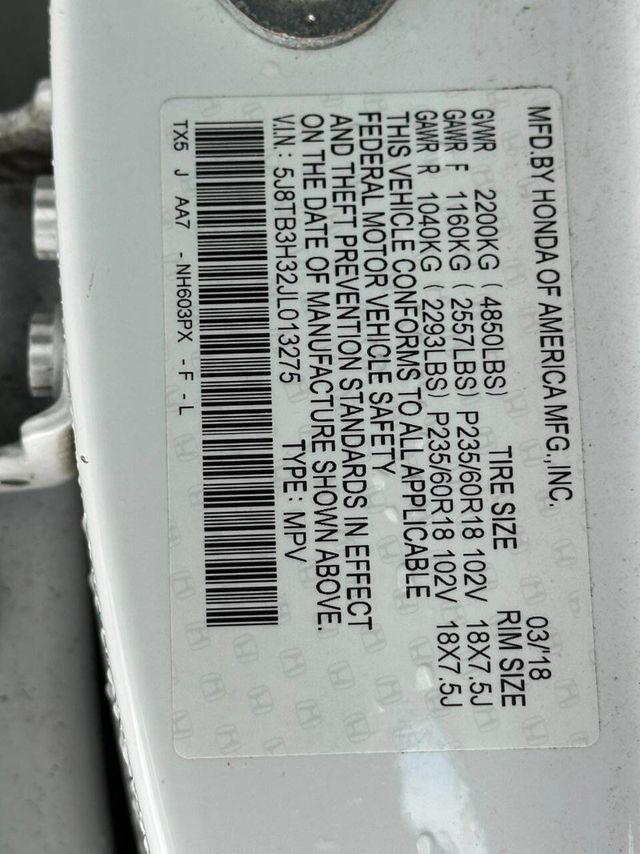 MFD.BY HONDA OF AMERICA MFG.,INC. 03/'18
TIRE SIZE RIM SIZE
GVWR 2200KG (4850LBS)
GAWR F 1160KG (2557LBS) P235/60R18 102V 18X7.5J
GAWR R 1040KG (2293LBS) P235/60R18 102V 18X7.5J
THIS VEHICLE CONFORMS TO ALL APPLICABLE
FEDERAL MOTOR VEHICLE SAFETY
AND THEFT PREVENTION STANDARDS IN EFFECT
ON THE DATE OF MANUFACTURE SHOWN ABOVE.
V.I.N: 5J8TB3H32JL013275 TYPE: MPV
TX5 J AA7 -NH603PX -F-L